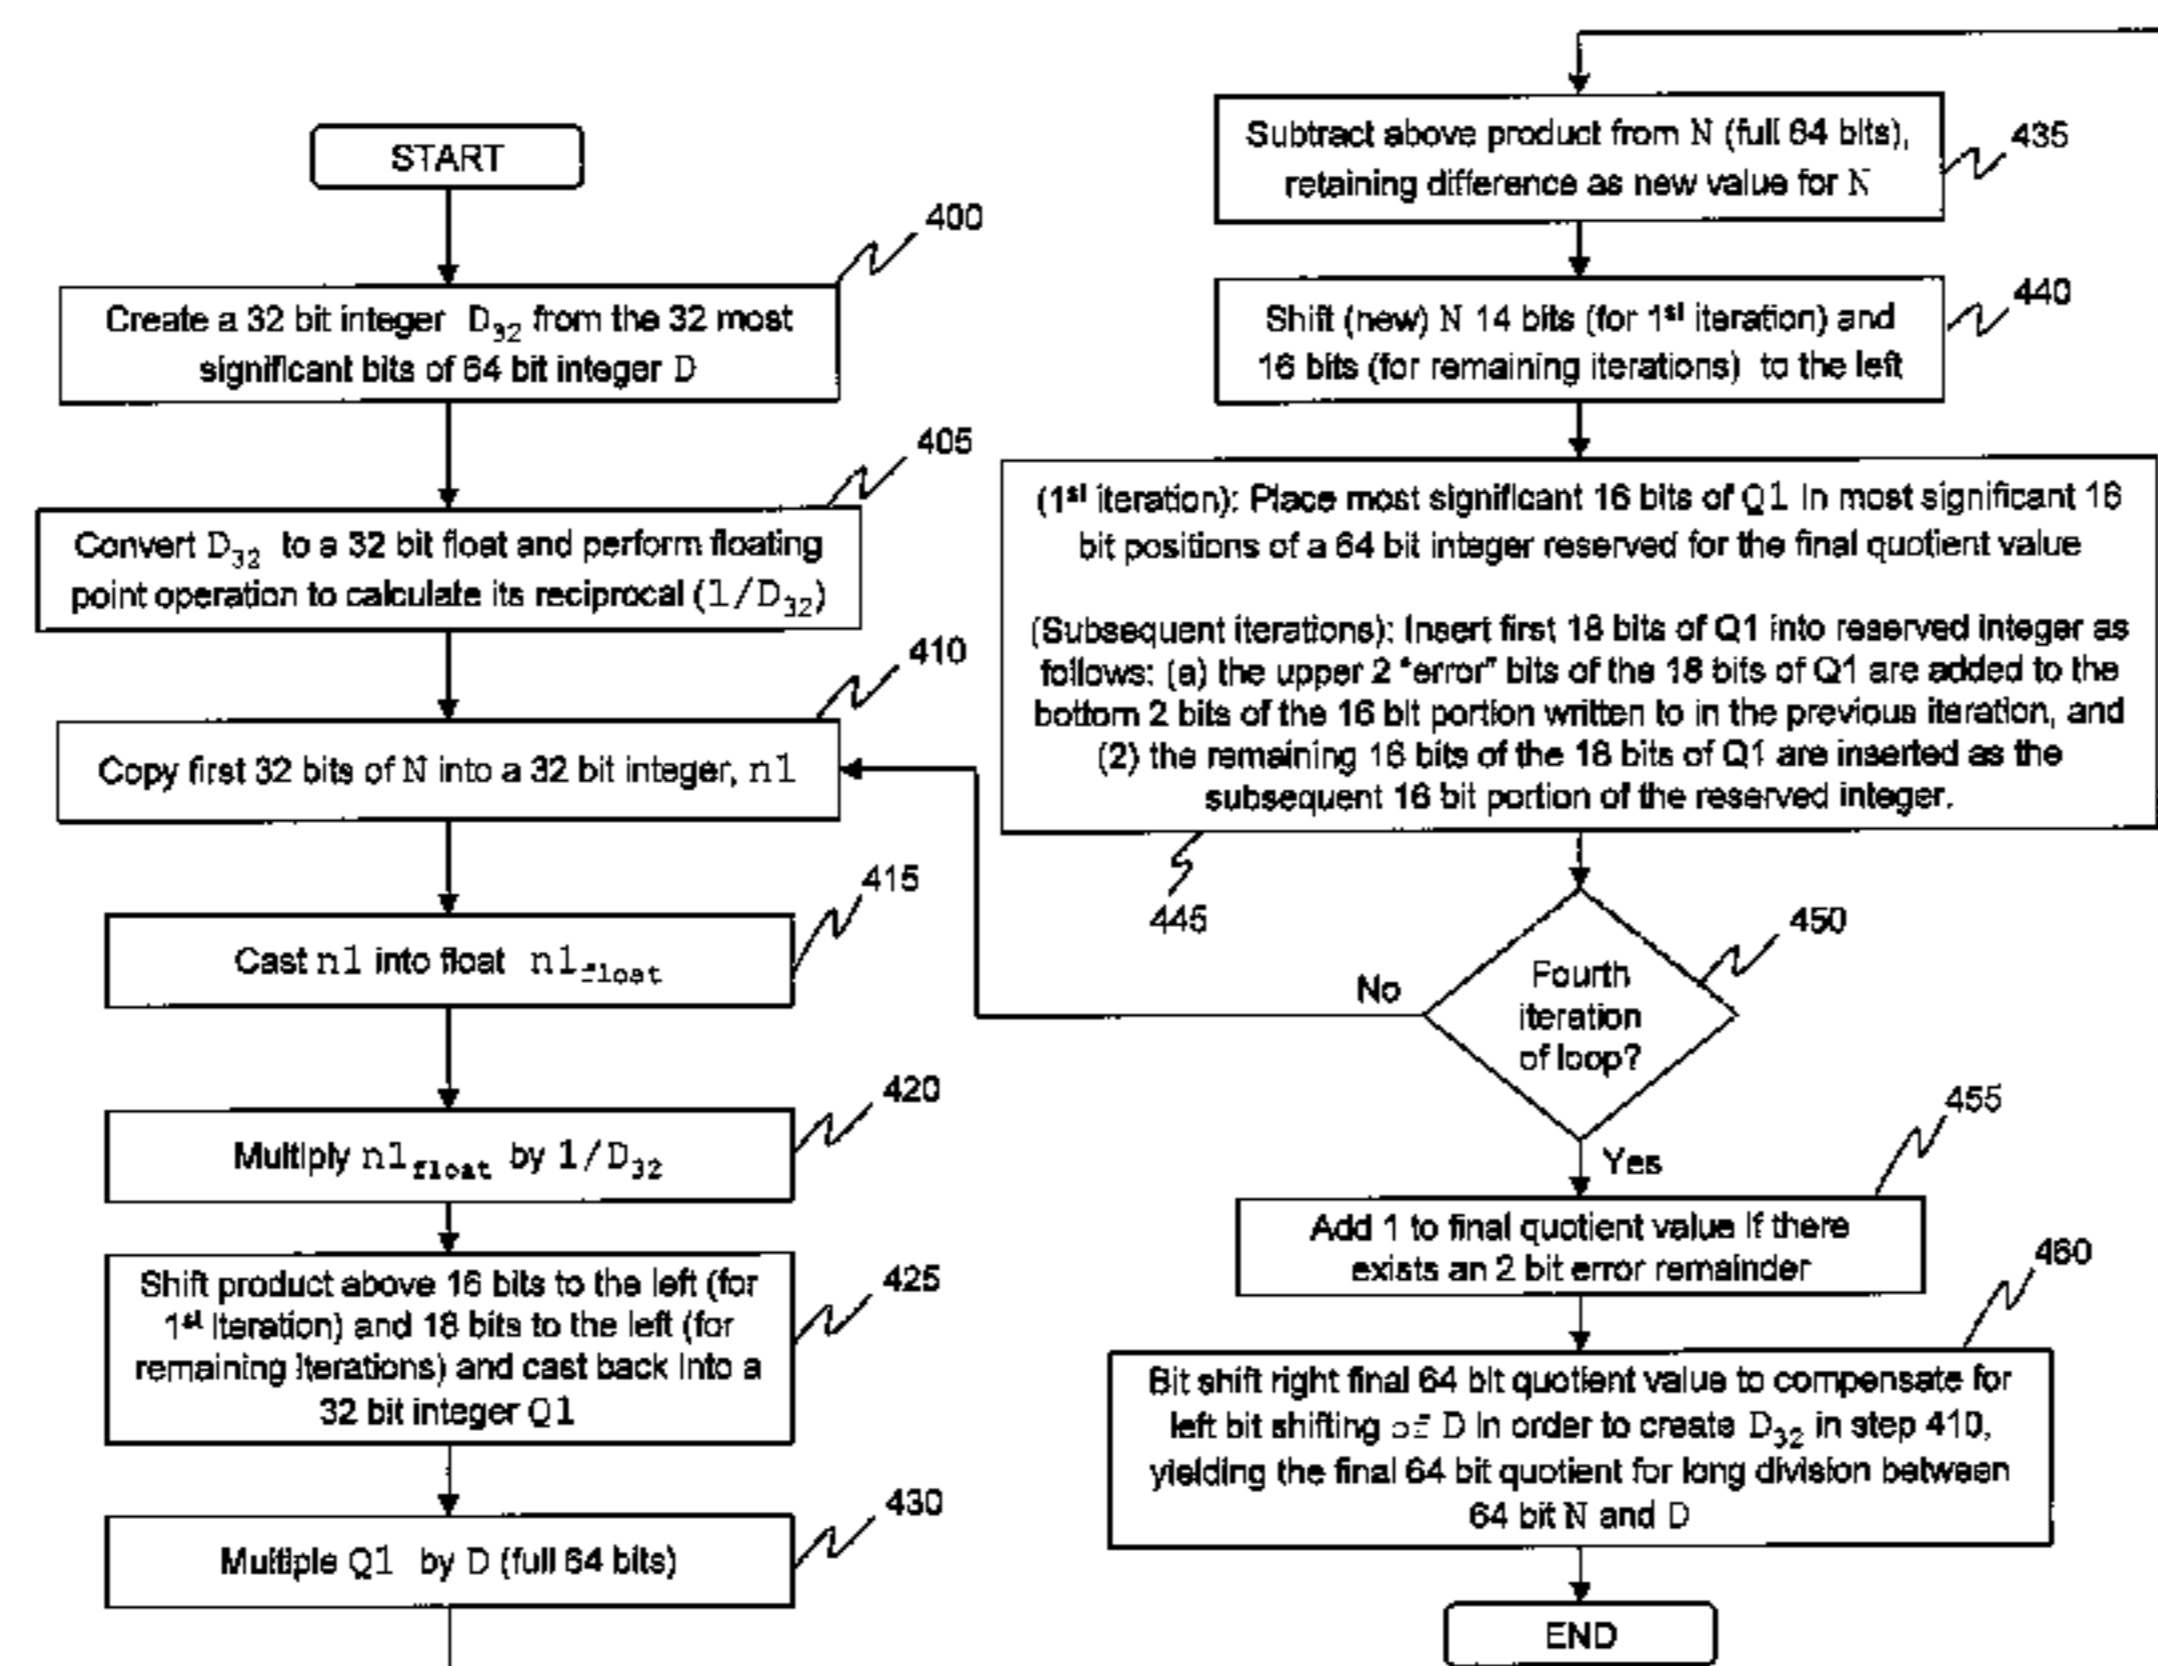 START
400
Create a 32 bit integer D32 from the 32 most
significant bits of 64 bit integer D
405
Convert D32 to a 32 bit float and perform floating
point operation to calculate its reciprocal (1/D32)
410
Copy first 32 bits of N into a 32 bit integer, n1
415
Cast n1 into float n1float
420
Multiply n1float by 1/D32
Shift product above 16 bits to the left (for
1st iteration) and 18 bits to the left (for
remaining iterations) and cast back into a
32 bit integer Q1
425
430
Multiple Q1 by D (full 64 bits)
Subtract above product from N (full 64 bits),
retaining difference as new value for N
435
Shift (new) N 14 bits (for 1st iteration) and
16 bits (for remaining iterations) to the left
440
(1st iteration): Place most significant 16 bits of Q1 in most significant 16
bit positions of a 64 bit integer reserved for the final quotient value
(Subsequent iterations): Insert first 18 bits of Q1 into reserved integer as
follows: (a) the upper 2 "error" bits of the 18 bits of Q1 are added to the
bottom 2 bits of the 16 bit portion written to in the previous iteration, and
(2) the remaining 16 bits of the 18 bits of Q1 are inserted as the
subsequent 16 bit portion of the reserved integer.
445
450
Fourth
iteration
of loop?
No
Yes
455
Add 1 to final quotient value if there
exists an 2 bit error remainder
460
Bit shift right final 64 bit quotient value to compensate for
left bit shifting of D in order to create D32 in step 410,
yielding the final 64 bit quotient for long division between
64 bit N and D
END